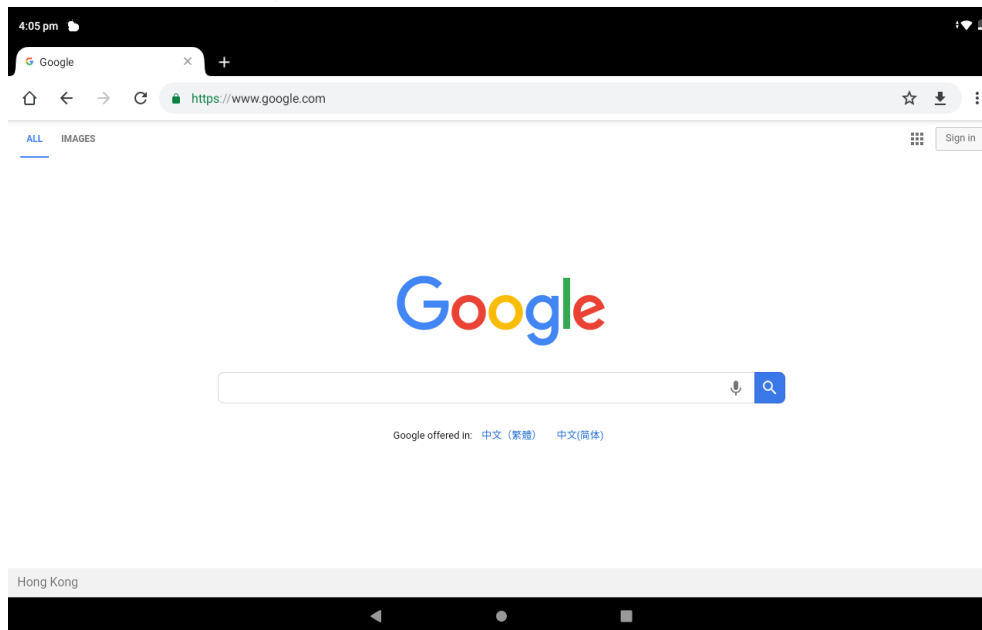 4:05 pm
Google
https://www.google.com
ALL IMAGES
Sign in
Google
Google offered in: 中文（繁體） 中文(简体)
Hong Kong